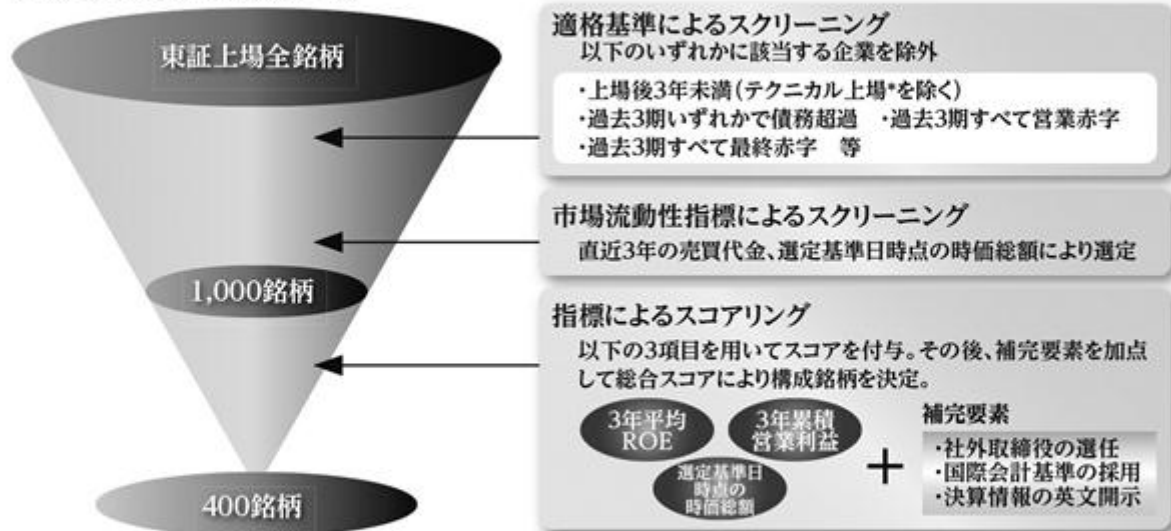 東証上場全銘柄
1,000銘柄
400銘柄
適格基準によるスクリーニング
以下のいずれかに該当する企業を除外
・上場後3年未満(テクニカル上場*を除く)
・過去3期いずれかで債務超過 ・過去3期すべて営業赤字
・過去3期すべて最終赤字 等
市場流動性指標によるスクリーニング
直近3年の売買代金、選定基準日時点の時価総額により選定
指標によるスコアリング
以下の3項目を用いてスコアを付与。その後、補完要素を加点
して総合スコアにより構成銘柄を決定。
3年平均
ROE
3年累積
営業利益
選定基準日
時点の
時価総額
+
補完要素
・社外取締役の選任
・国際会計基準の採用
・決算情報の英文開示